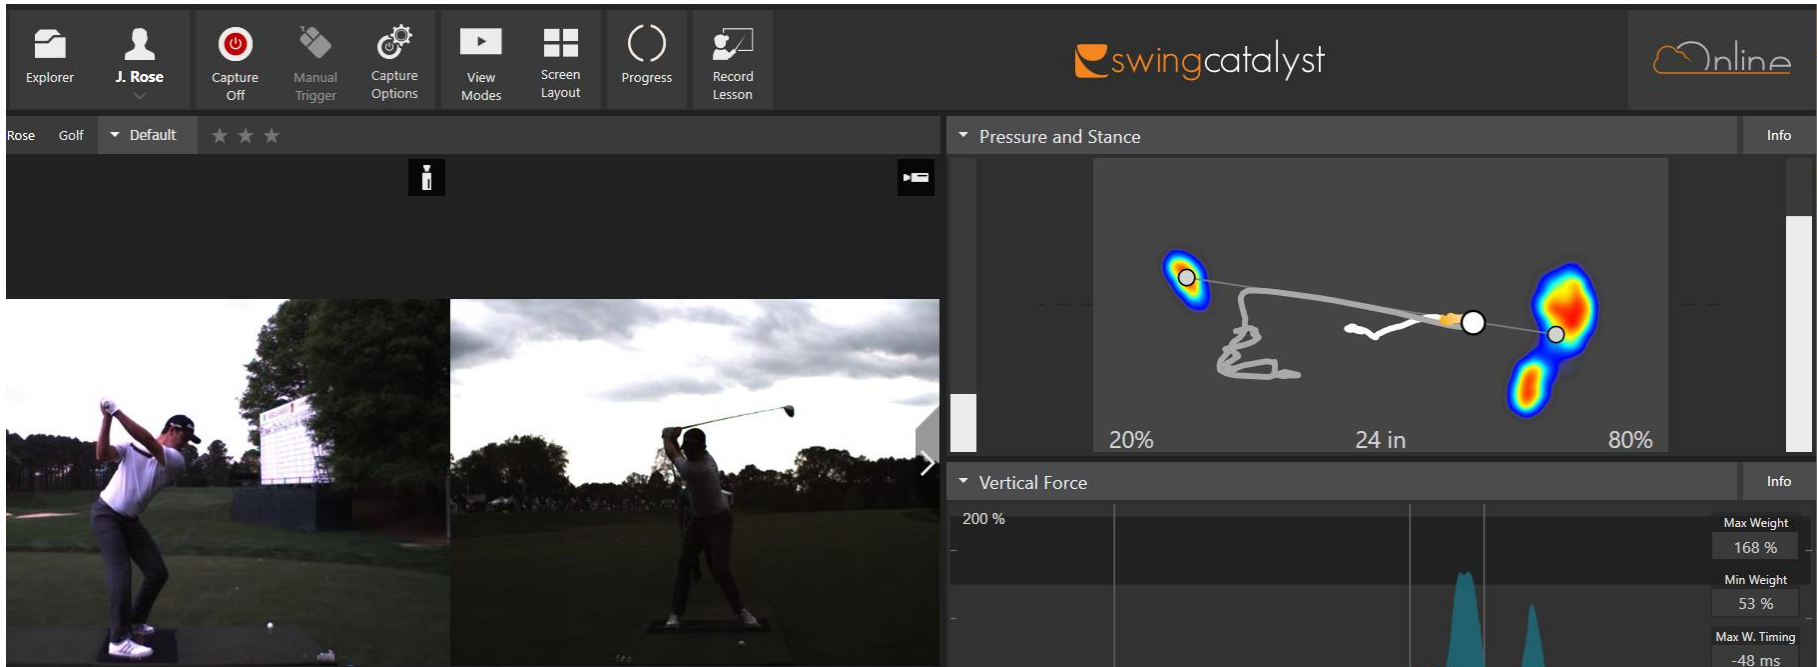 Explorer
J. Rose
Capture
Off
Manual
Trigger
Capture
Options
View
Modes
Screen
Layout
Progress
Record
Lesson
swingcatalyst
Online
Rose
Golf
Default
Pressure and Stance
Info
20%
24 in
80%
Vertical Force
Info
200 %
Max Weight
168 %
Min Weight
53 %
Max W. Timing
-48 ms